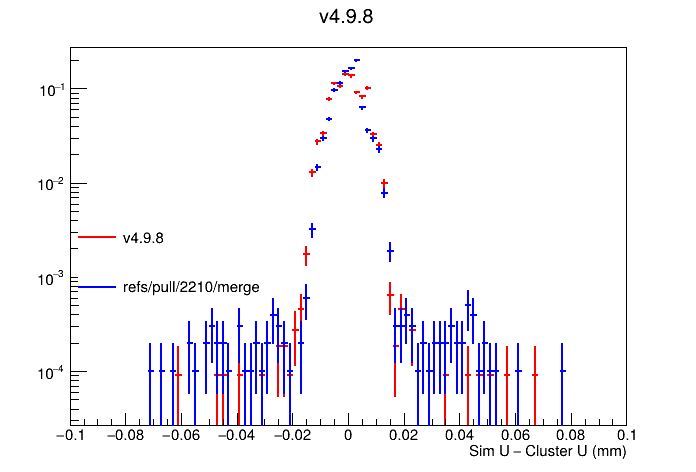 v4.9.8
10⁻¹
10⁻²
v4.9.8
10⁻³
refs/pull/2210/merge
10⁻⁴
−0.1 −0.08 −0.06 −0.04 −0.02 0 0.02 0.04 0.06 0.08 0.1
Sim U − Cluster U (mm)